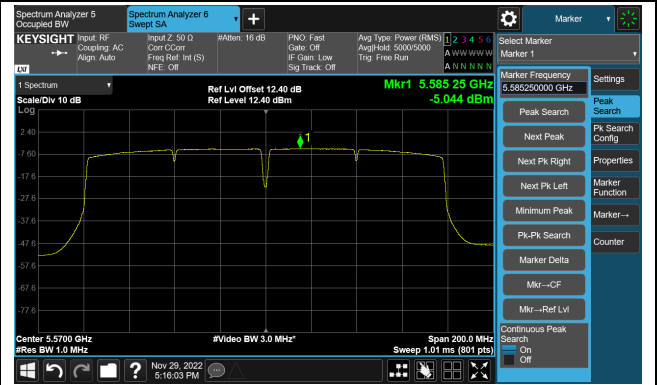 Spectrum Analyzer 5
Occupied BW
Spectrum Analyzer 6
Swept SA
Marker
KEYSIGHT
Input: RF
Coupling: AC
Align: Auto
Input Z: 50 Ω
Corr CCorr
Freq Ref: Int (S)
NFE: Off
#Atten: 16 dB
PNO: Fast
Gate: Off
IF Gain: Low
Sig Track: Off
Avg Type: Power (RMS)
Avg|Hold: 5000/5000
Trig: Free Run
1 2 3 4 5 6
A W W W W W
A N N N N N
LXI
Select Marker
Marker 1
1 Spectrum
Scale/Div 10 dB
Log
Ref Lvl Offset 12.40 dB
Ref Level 12.40 dBm
Mkr1 5.585 25 GHz
-5.044 dBm
1
2.40
-7.60
-17.6
-27.6
-37.6
-47.6
-57.6
-67.6
-77.6
Center 5.5700 GHz
#Res BW 1.0 MHz
#Video BW 3.0 MHz*
Span 200.0 MHz
Sweep 1.01 ms (801 pts)
Marker Frequency
5.585250000 GHz
Peak Search
Next Peak
Next Pk Right
Next Pk Left
Minimum Peak
Pk-Pk Search
Marker Delta
Mkr→CF
Mkr→Ref Lvl
Continuous Peak
Search
On
Off
Settings
Peak
Search
Pk Search
Config
Properties
Marker
Function
Marker→
Counter
Nov 29, 2022
5:16:03 PM